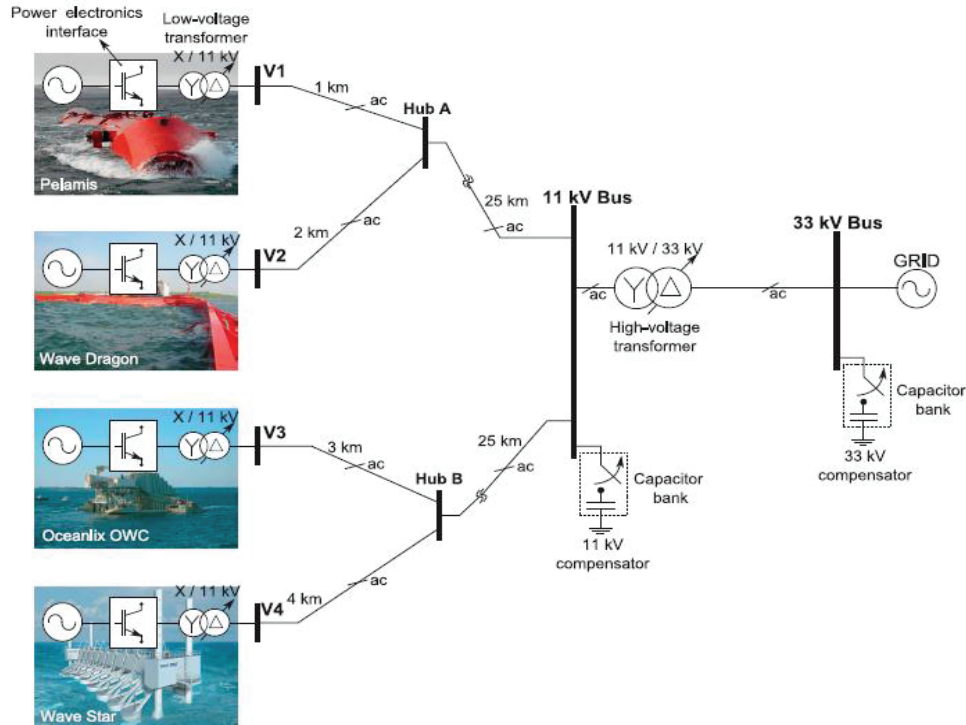 Power electronics
interface
Low-voltage
transformer
X / 11 kV
V1
1 km
ac
Hub A
Pelamis
25 km
ac
11 kV Bus
33 kV Bus
X / 11 kV
V2
2 km
ac
Wave Dragon
11 kV / 33 kV
ac
ac
High-voltage
transformer
GRID
Capacitor
bank
33 kV
compensator
X / 11 kV
V3
3 km
ac
Hub B
25 km
ac
Oceanlix OWC
Capacitor
bank
11 kV
compensator
X / 11 kV
V4
4 km
ac
Wave Star